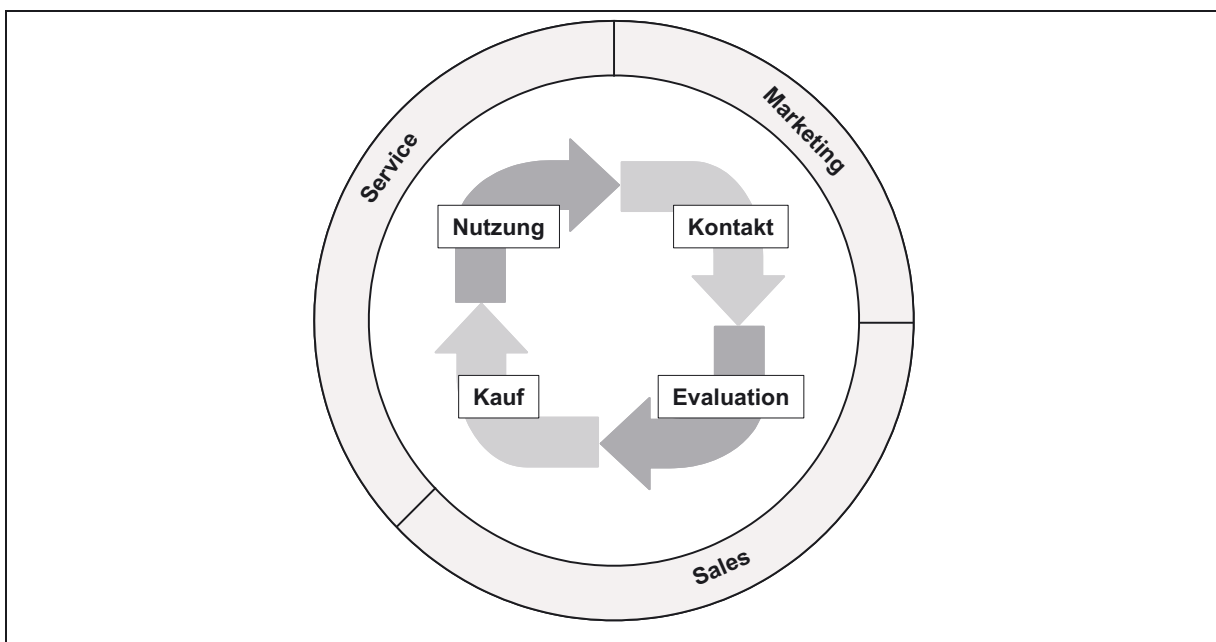 Marketing
Service
Nutzung
Kontakt
Kauf
Evaluation
Sales